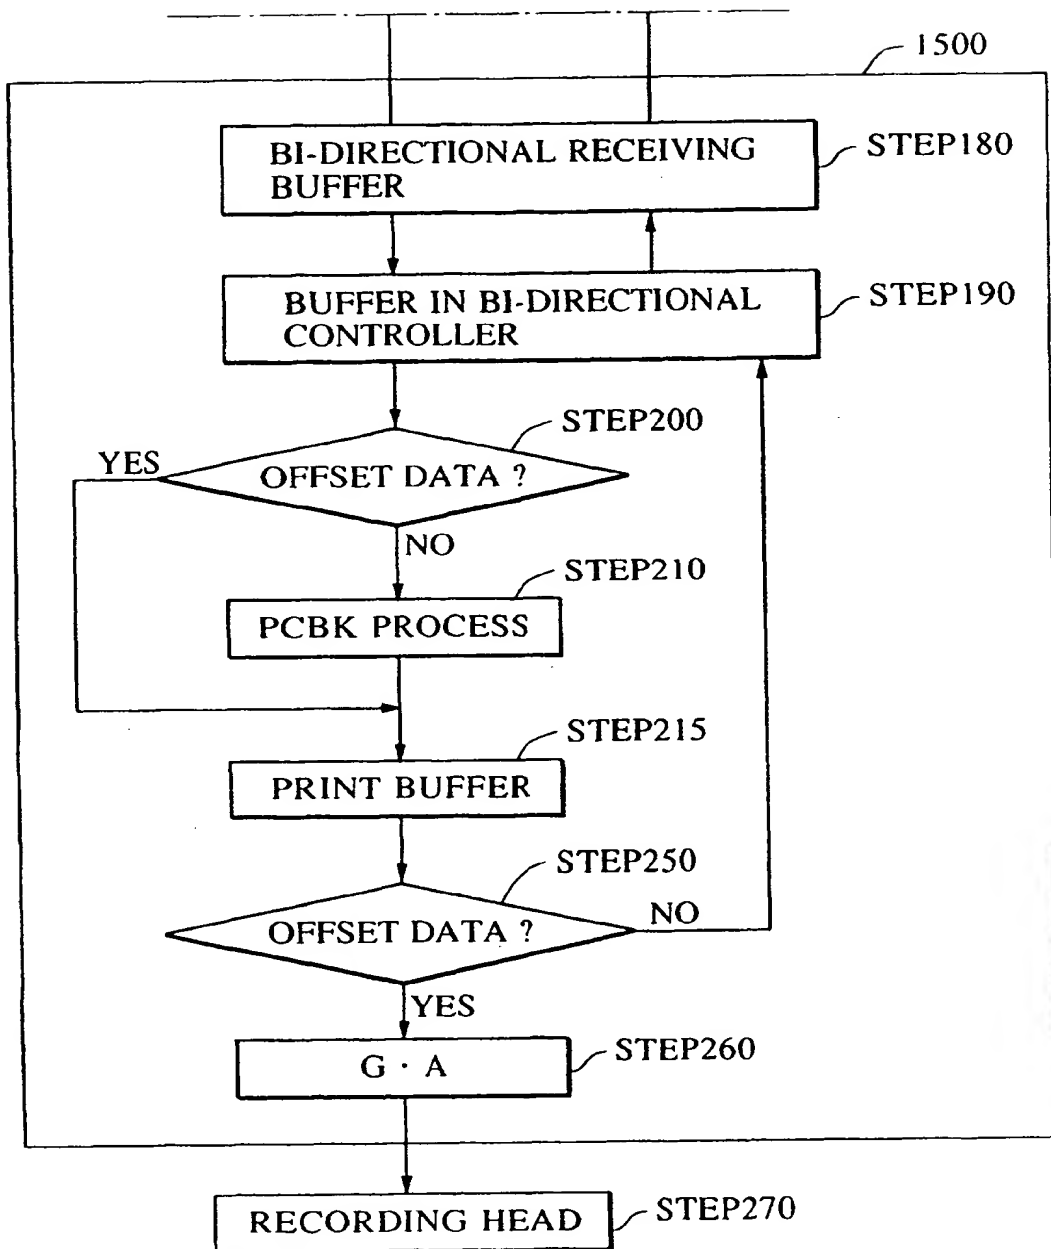 1500
BI-DIRECTIONAL RECEIVING
BUFFER
STEP180
BUFFER IN BI-DIRECTIONAL
CONTROLLER
STEP190
STEP200
YES
OFFSET DATA ?
NO
STEP210
PCBK PROCESS
STEP215
PRINT BUFFER
STEP250
OFFSET DATA ?
NO
YES
STEP260
G · A
RECORDING HEAD
STEP270